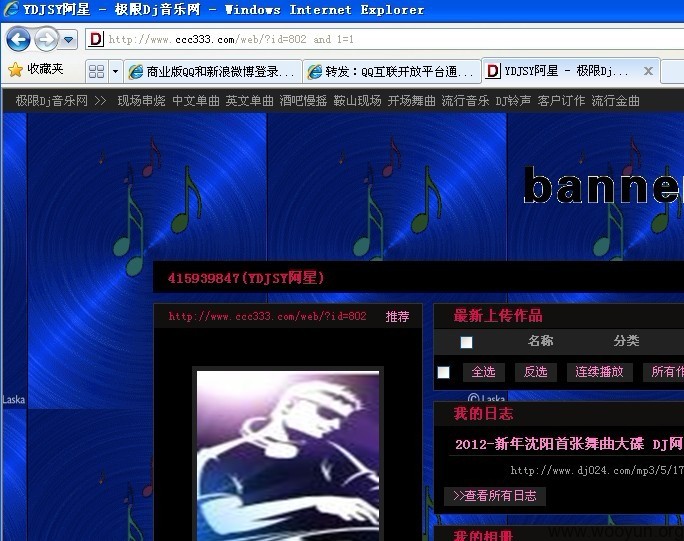 YDJSY阿星 - 极限Dj音乐网 - Windows Internet Explorer
http://www.ccc333.com/web/?id=802 and 1=1
收藏夹
商业版QQ和新浪微博登录...
转发：QQ互联开放平台通...
YDJSY阿星 - 极限Dj...
极限Dj音乐网 >> 现场串烧 中文单曲 英文单曲 酒吧慢摇 鞍山现场 开场舞曲 流行音乐 DJ铃声 客户订作 流行金曲
banne
415939847(YDJSY阿星)
http://www.ccc333.com/web/?id=802 推荐
最新上传作品
名称 分类
全选 反选 连续播放 所有作
Laska
© Laska
我的日志
2012-新年沈阳首张舞曲大碟 DJ阿
http://www.dj024.com/mp3/5/17
>>查看所有日志
我的相册